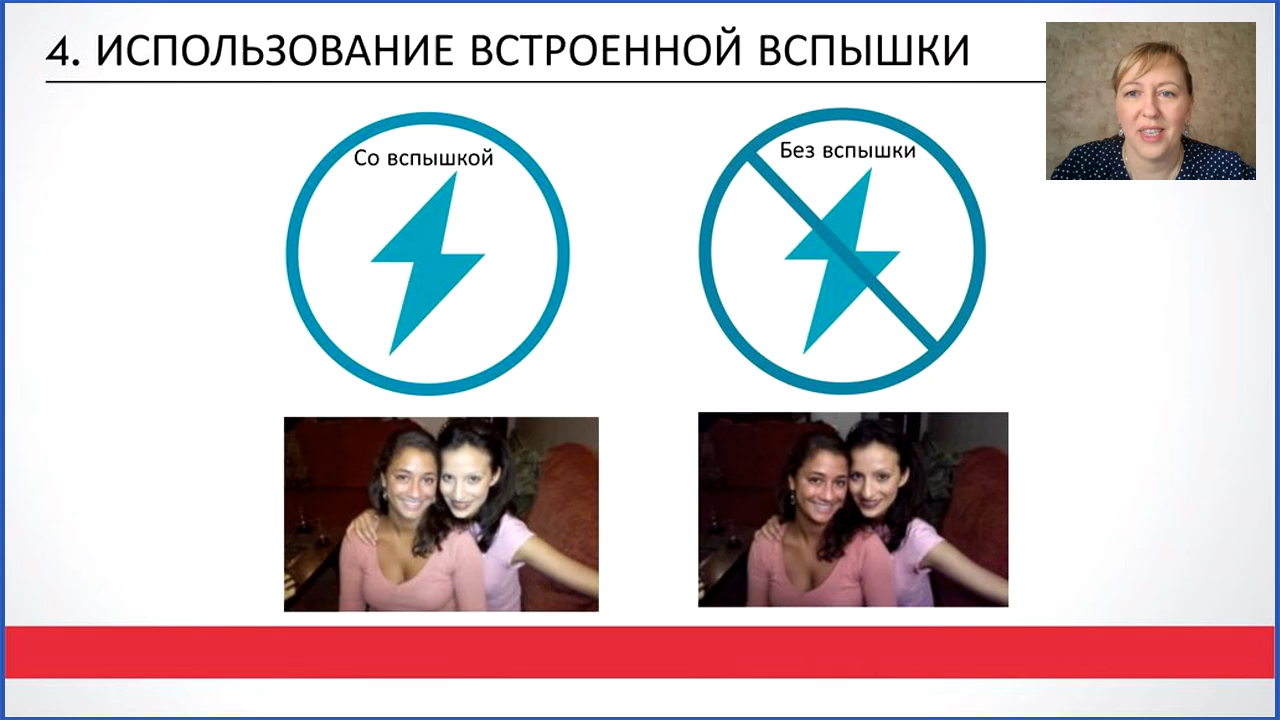 4. ИСПОЛЬЗОВАНИЕ ВСТРОЕННОЙ ВСПЫШКИ
Со вспышкой
Без вспышки